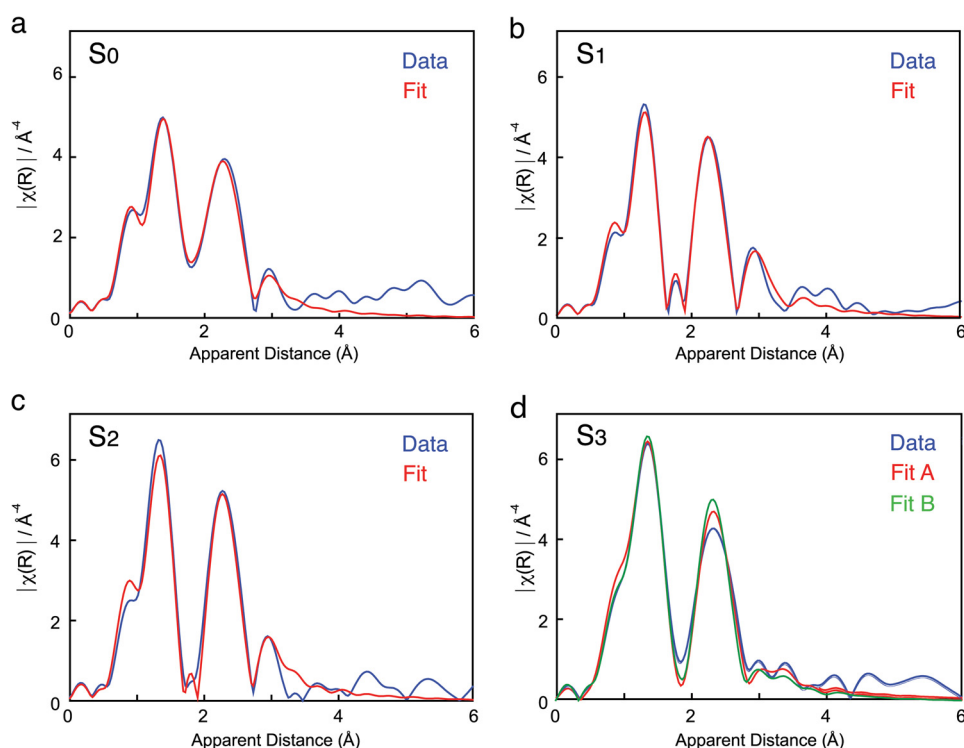 a
S0
Data
Fit
| χ(R) | / Å-4
6
4
2
0
0
2
4
6
Apparent Distance (Å)
b
S1
Data
Fit
| χ(R) | / Å-4
6
4
2
0
0
2
4
6
Apparent Distance (Å)
c
S2
Data
Fit
| χ(R) | / Å-4
6
4
2
0
0
2
4
6
Apparent Distance (Å)
d
S3
Data
Fit A
Fit B
| χ(R) | / Å-4
6
4
2
0
0
2
4
6
Apparent Distance (Å)